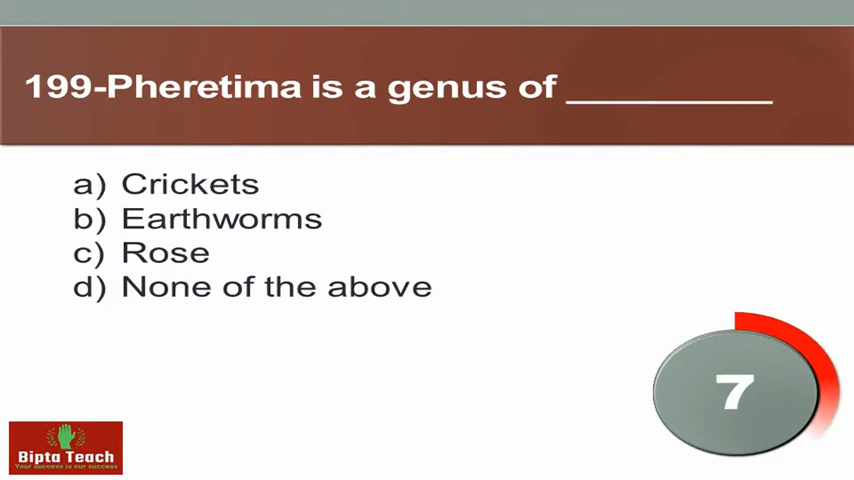 199-Pheretima is a genus of ____________
a) Crickets
b) Earthworms
c) Rose
d) None of the above
7
Bipta Teach
Your success is our success